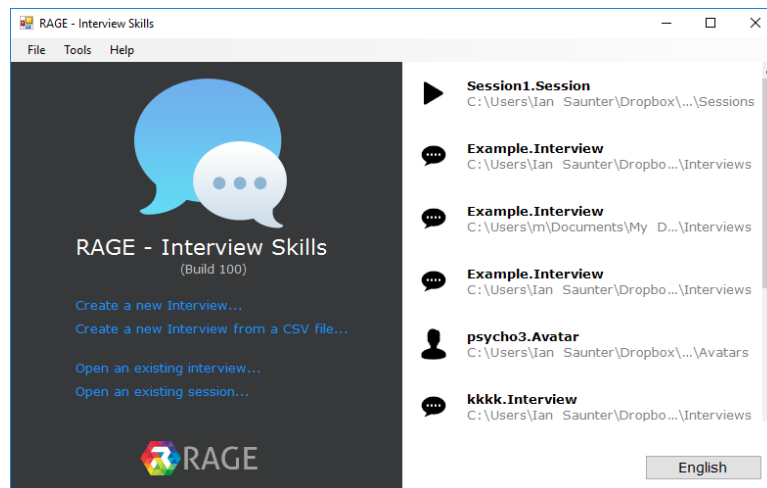 RAGE - Interview Skills
File Tools Help
RAGE - Interview Skills
(Build 100)
Create a new Interview...
Create a new Interview from a CSV file...
Open an existing interview...
Open an existing session...
RAGE
Session1.Session
C:\Users\Ian Saunter\Dropbox\...\Sessions
Example.Interview
C:\Users\Ian Saunter\Dropbo...\Interviews
Example.Interview
C:\Users\m\Documents\My D...\Interviews
Example.Interview
C:\Users\Ian Saunter\Dropbo...\Interviews
psycho3.Avatar
C:\Users\Ian Saunter\Dropbox\...\Avatars
kkkk.Interview
C:\Users\Ian Saunter\Dropbo...\Interviews
English